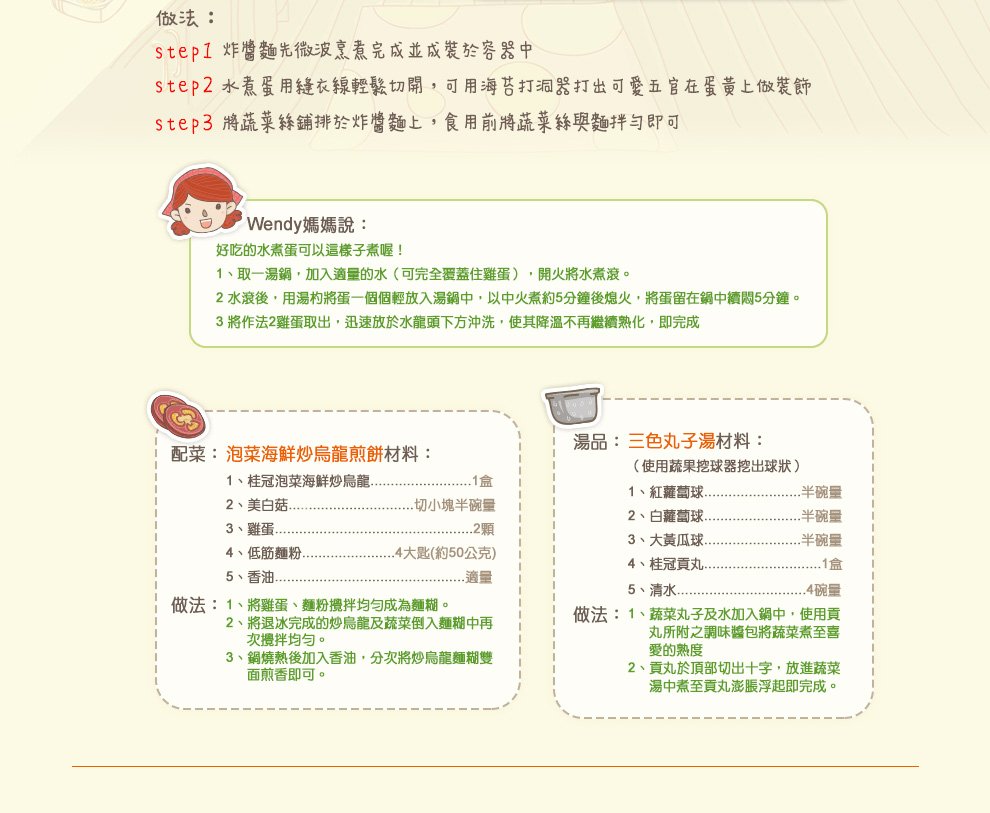 做法：
step1 炸醬麵先微波烹煮完成並成裝於容器中
step2 水煮蛋用縫衣線輕鬆切開，可用海苔打洞器打出可愛五官在蛋黃上做裝飾
step3 將蔬菜絲鋪排於炸醬麵上，食用前將蔬菜絲與麵拌勻即可
Wendy媽媽說：
好吃的水煮蛋可以這樣子煮喔！
1、取一湯鍋，加入適量的水（可完全覆蓋住雞蛋），開火將水煮滾。
2 水滾後，用湯杓將蛋一個個輕放入湯鍋中，以中火煮約5分鐘後熄火，將蛋留在鍋中續悶5分鐘。
3 將作法2雞蛋取出，迅速放於水龍頭下方沖洗，使其降溫不再繼續熟化，即完成
配菜：泡菜海鮮炒烏龍煎餅材料：
1、桂冠泡菜海鮮炒烏龍.........................1盒
2、美白菇...............................切小塊半碗量
3、雞蛋.................................................2顆
4、低筋麵粉.......................4大匙(約50公克)
5、香油...............................................適量
做法：1、將雞蛋、麵粉攪拌均勻成為麵糊。
2、將退冰完成的炒烏龍及蔬菜倒入麵糊中再
次攪拌均勻。
3、鍋燒熱後加入香油，分次將炒烏龍麵糊雙
面煎香即可。
湯品：三色丸子湯材料：
（使用蔬果挖球器挖出球狀）
1、紅蘿蔔球........................半碗量
2、白蘿蔔球........................半碗量
3、大黃瓜球........................半碗量
4、桂冠貢丸.............................1盒
5、清水................................4碗量
做法：1、蔬菜丸子及水加入鍋中，使用貢
丸所附之調味醬包將蔬菜煮至喜
愛的熟度
2、貢丸於頂部切出十字，放進蔬菜
湯中煮至貢丸澎脹浮起即完成。